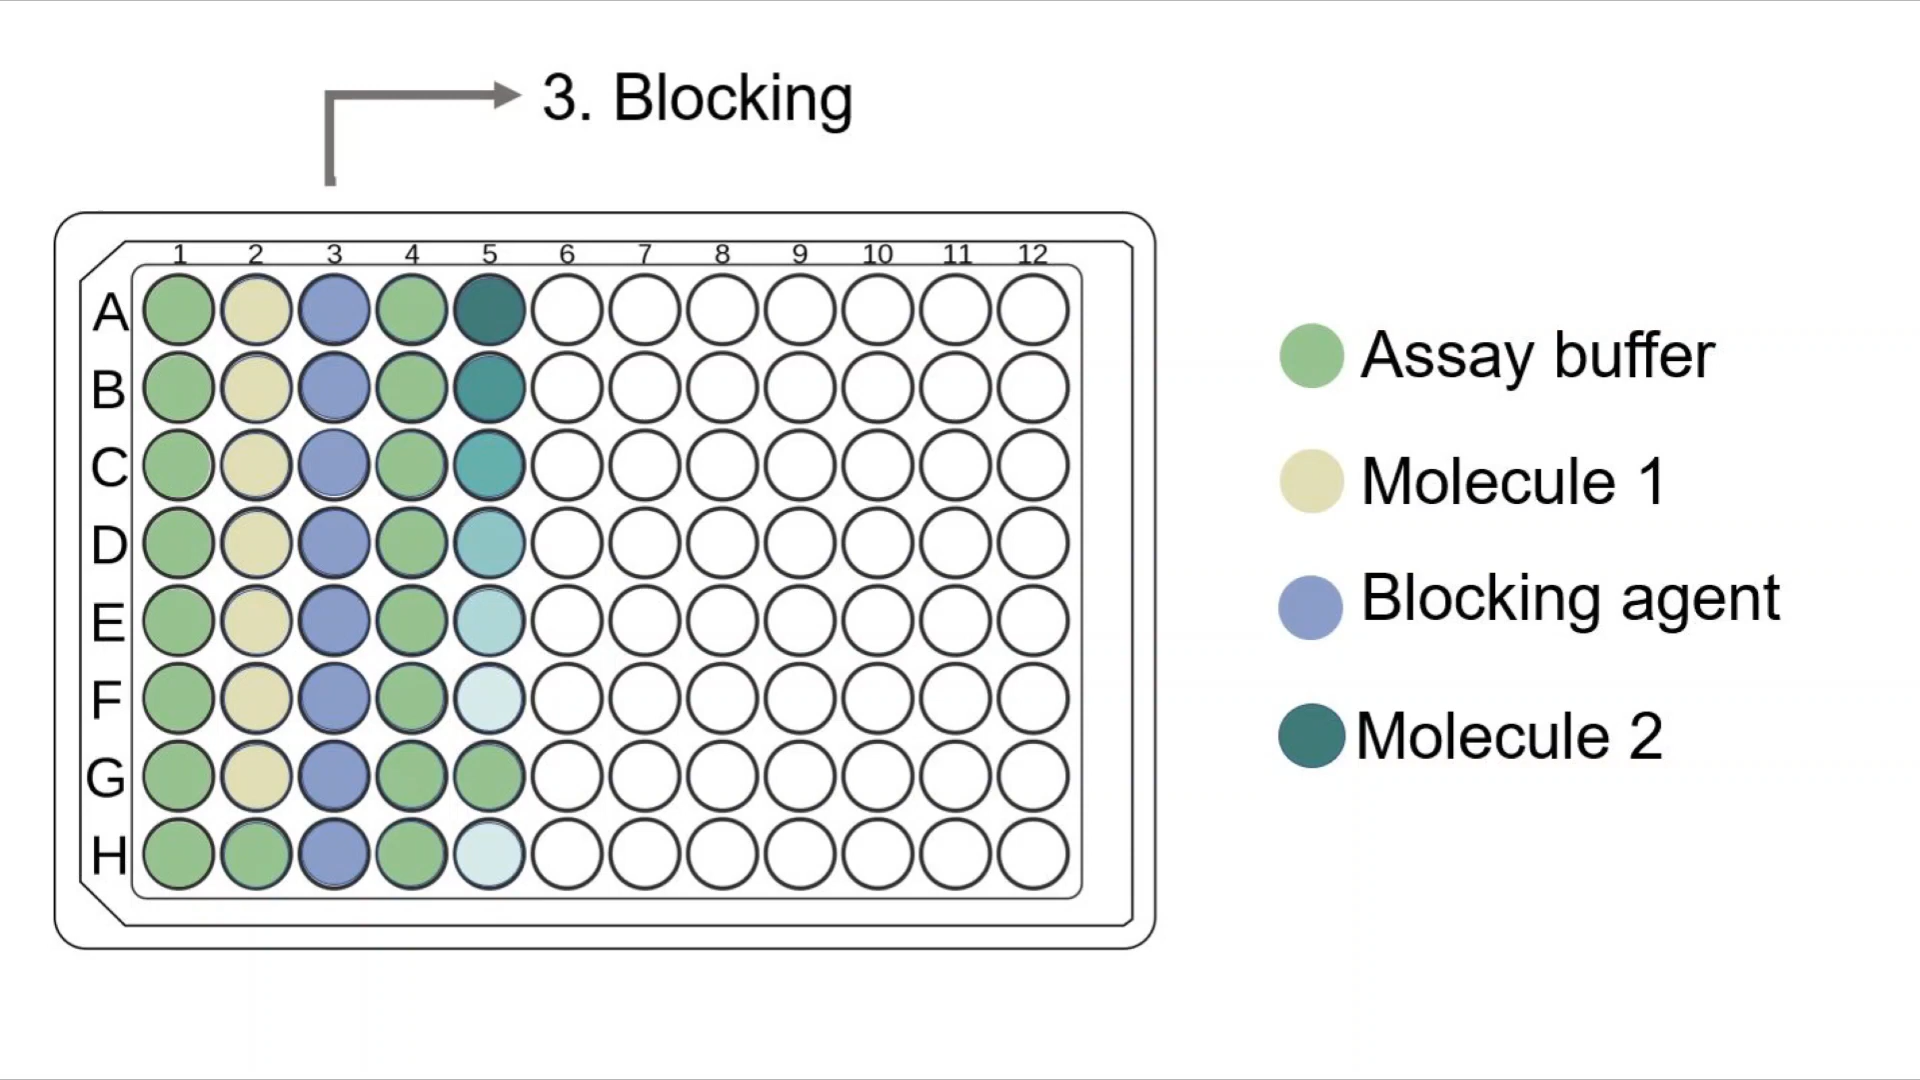 3. Blocking
1 2 3 4 5 6 7 8 9 10 11 12
A
B
C
D
E
F
G
H
Assay buffer
Molecule 1
Blocking agent
Molecule 2